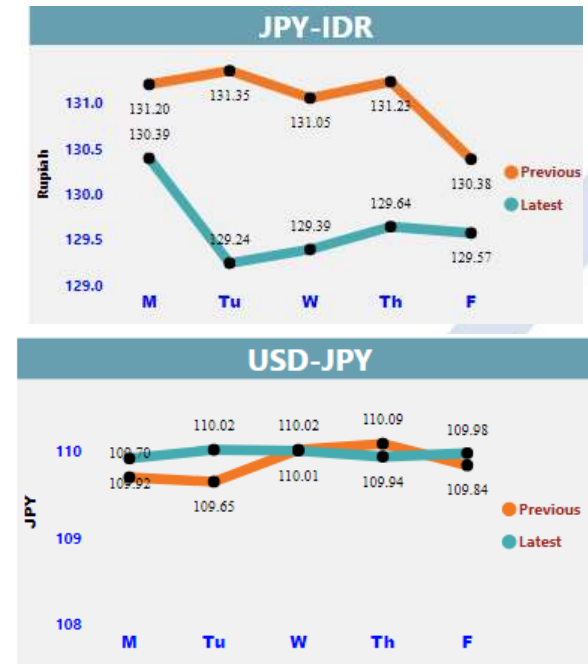 JPY-IDR
131.20
131.35
131.05
131.23
130.38
130.39
129.24
129.39
129.64
129.57
131.0
130.5
130.0
129.5
129.0
Rupiah
M Tu W Th F
Previous
Latest
USD-JPY
109.70
110.02
110.02
110.09
109.98
109.92
109.65
110.01
109.94
109.84
110
109
108
JPY
M Tu W Th F
Previous
Latest